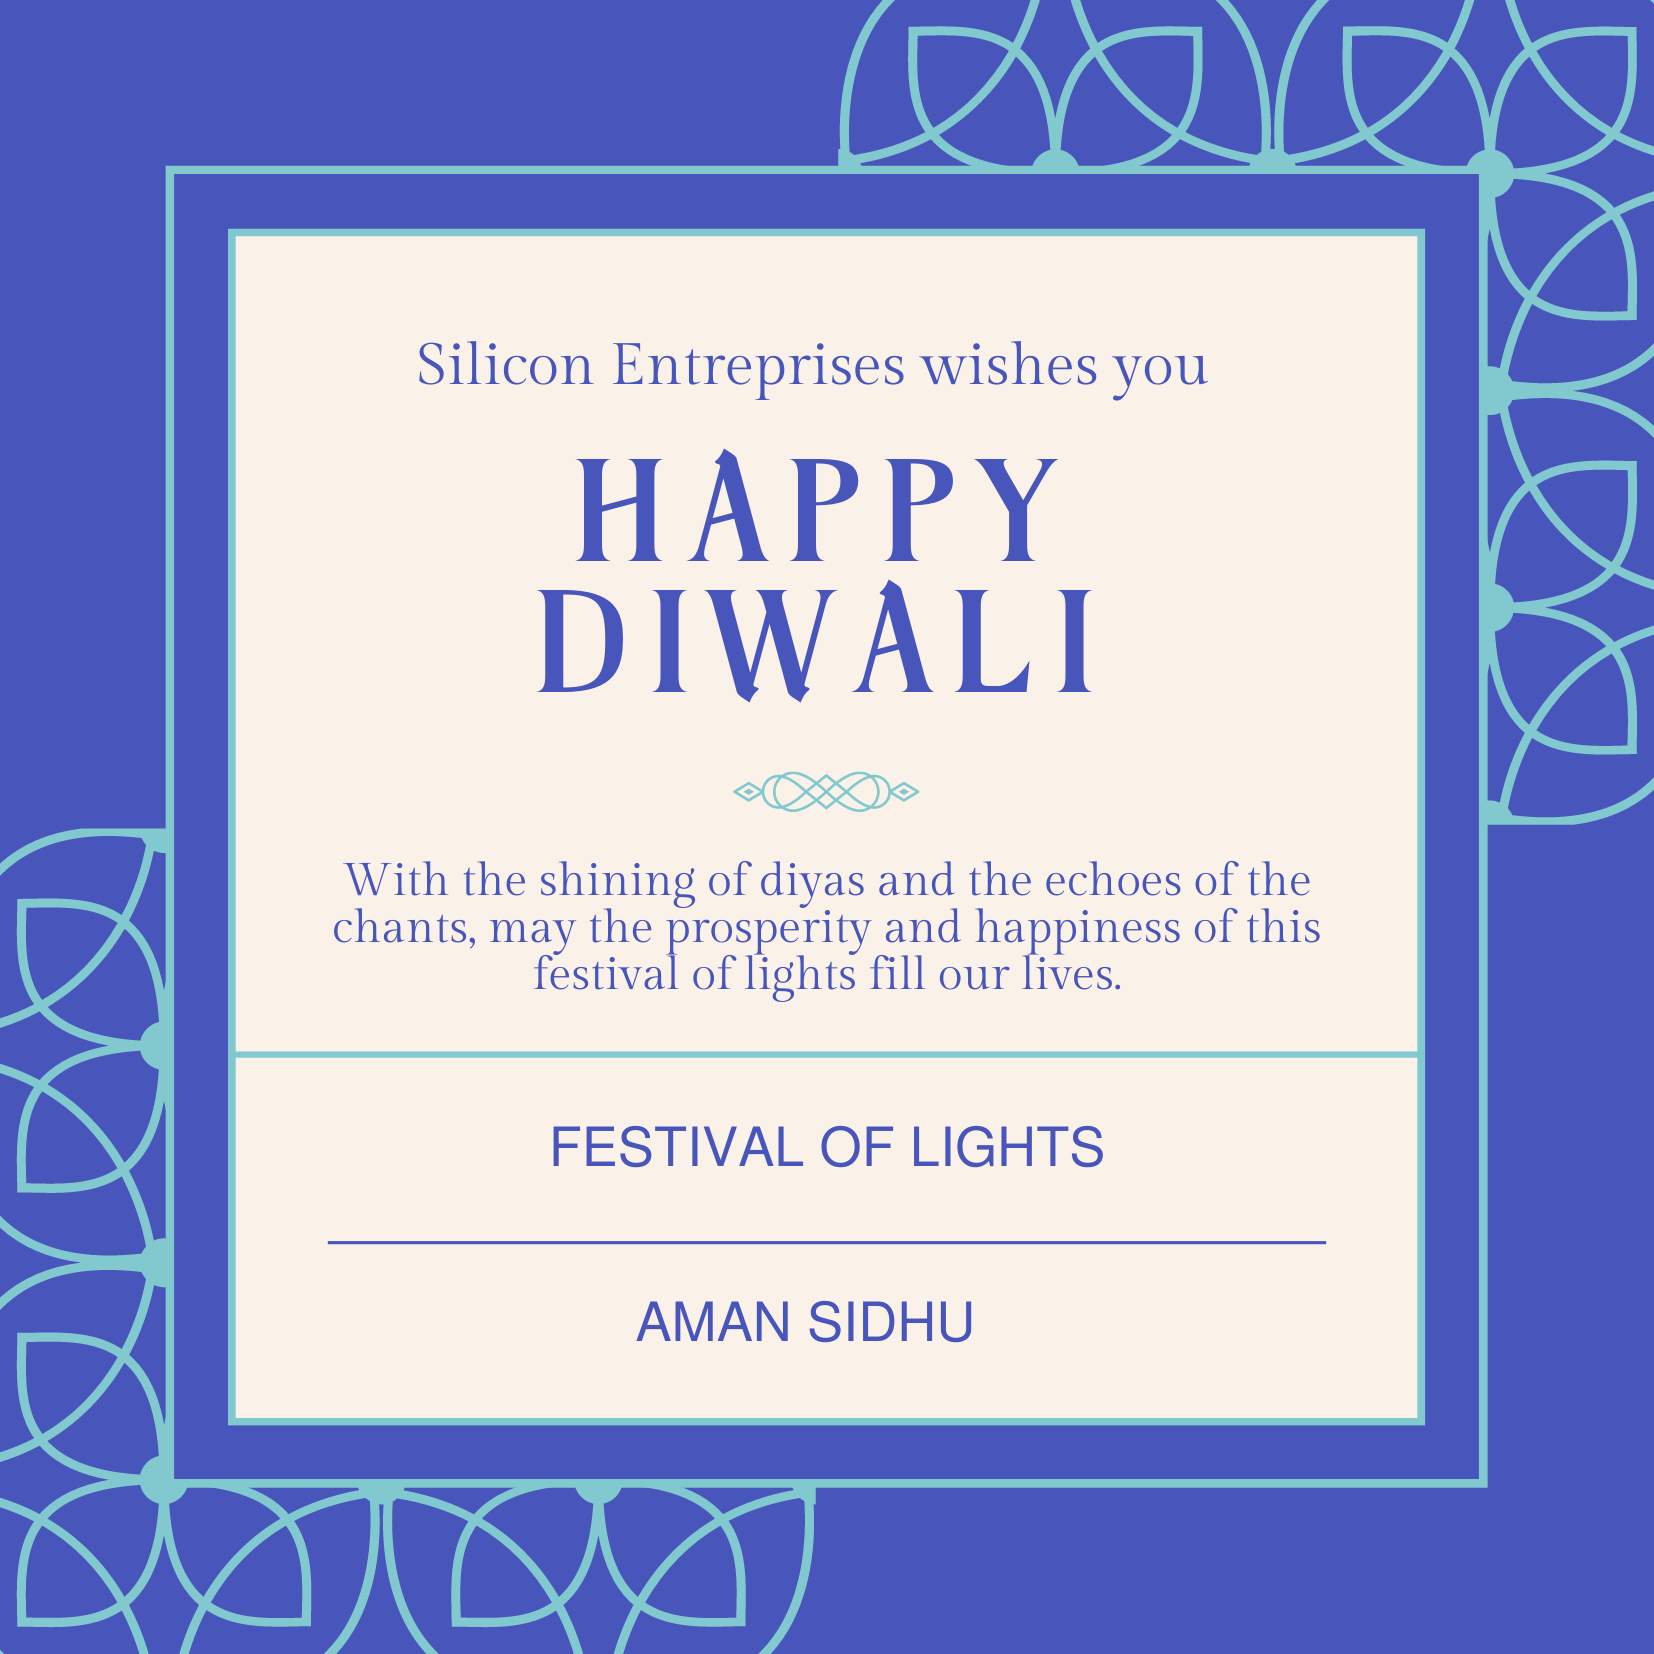 Silicon Entreprises wishes you
HAPPY
DIWALI
With the shining of diyas and the echoes of the
chants, may the prosperity and happiness of this
festival of lights fill our lives.
FESTIVAL OF LIGHTS
AMAN SIDHU